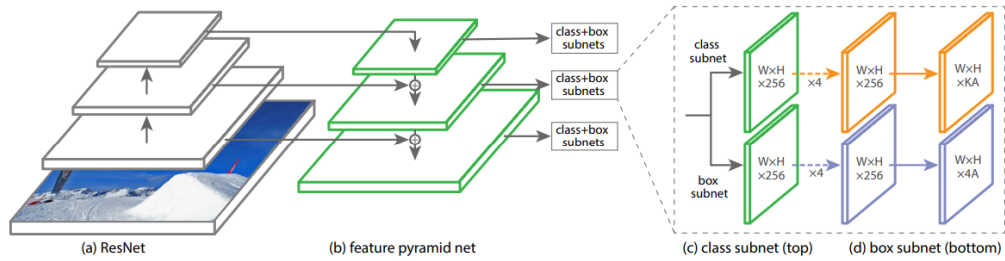 class+box
subnets
class+box
subnets
class+box
subnets
class
subnet
box
subnet
W×H
×256
×4
W×H
×256
W×H
×KA
W×H
×256
×4
W×H
×256
W×H
×4A
(a) ResNet
(b) feature pyramid net
(c) class subnet (top)
(d) box subnet (bottom)